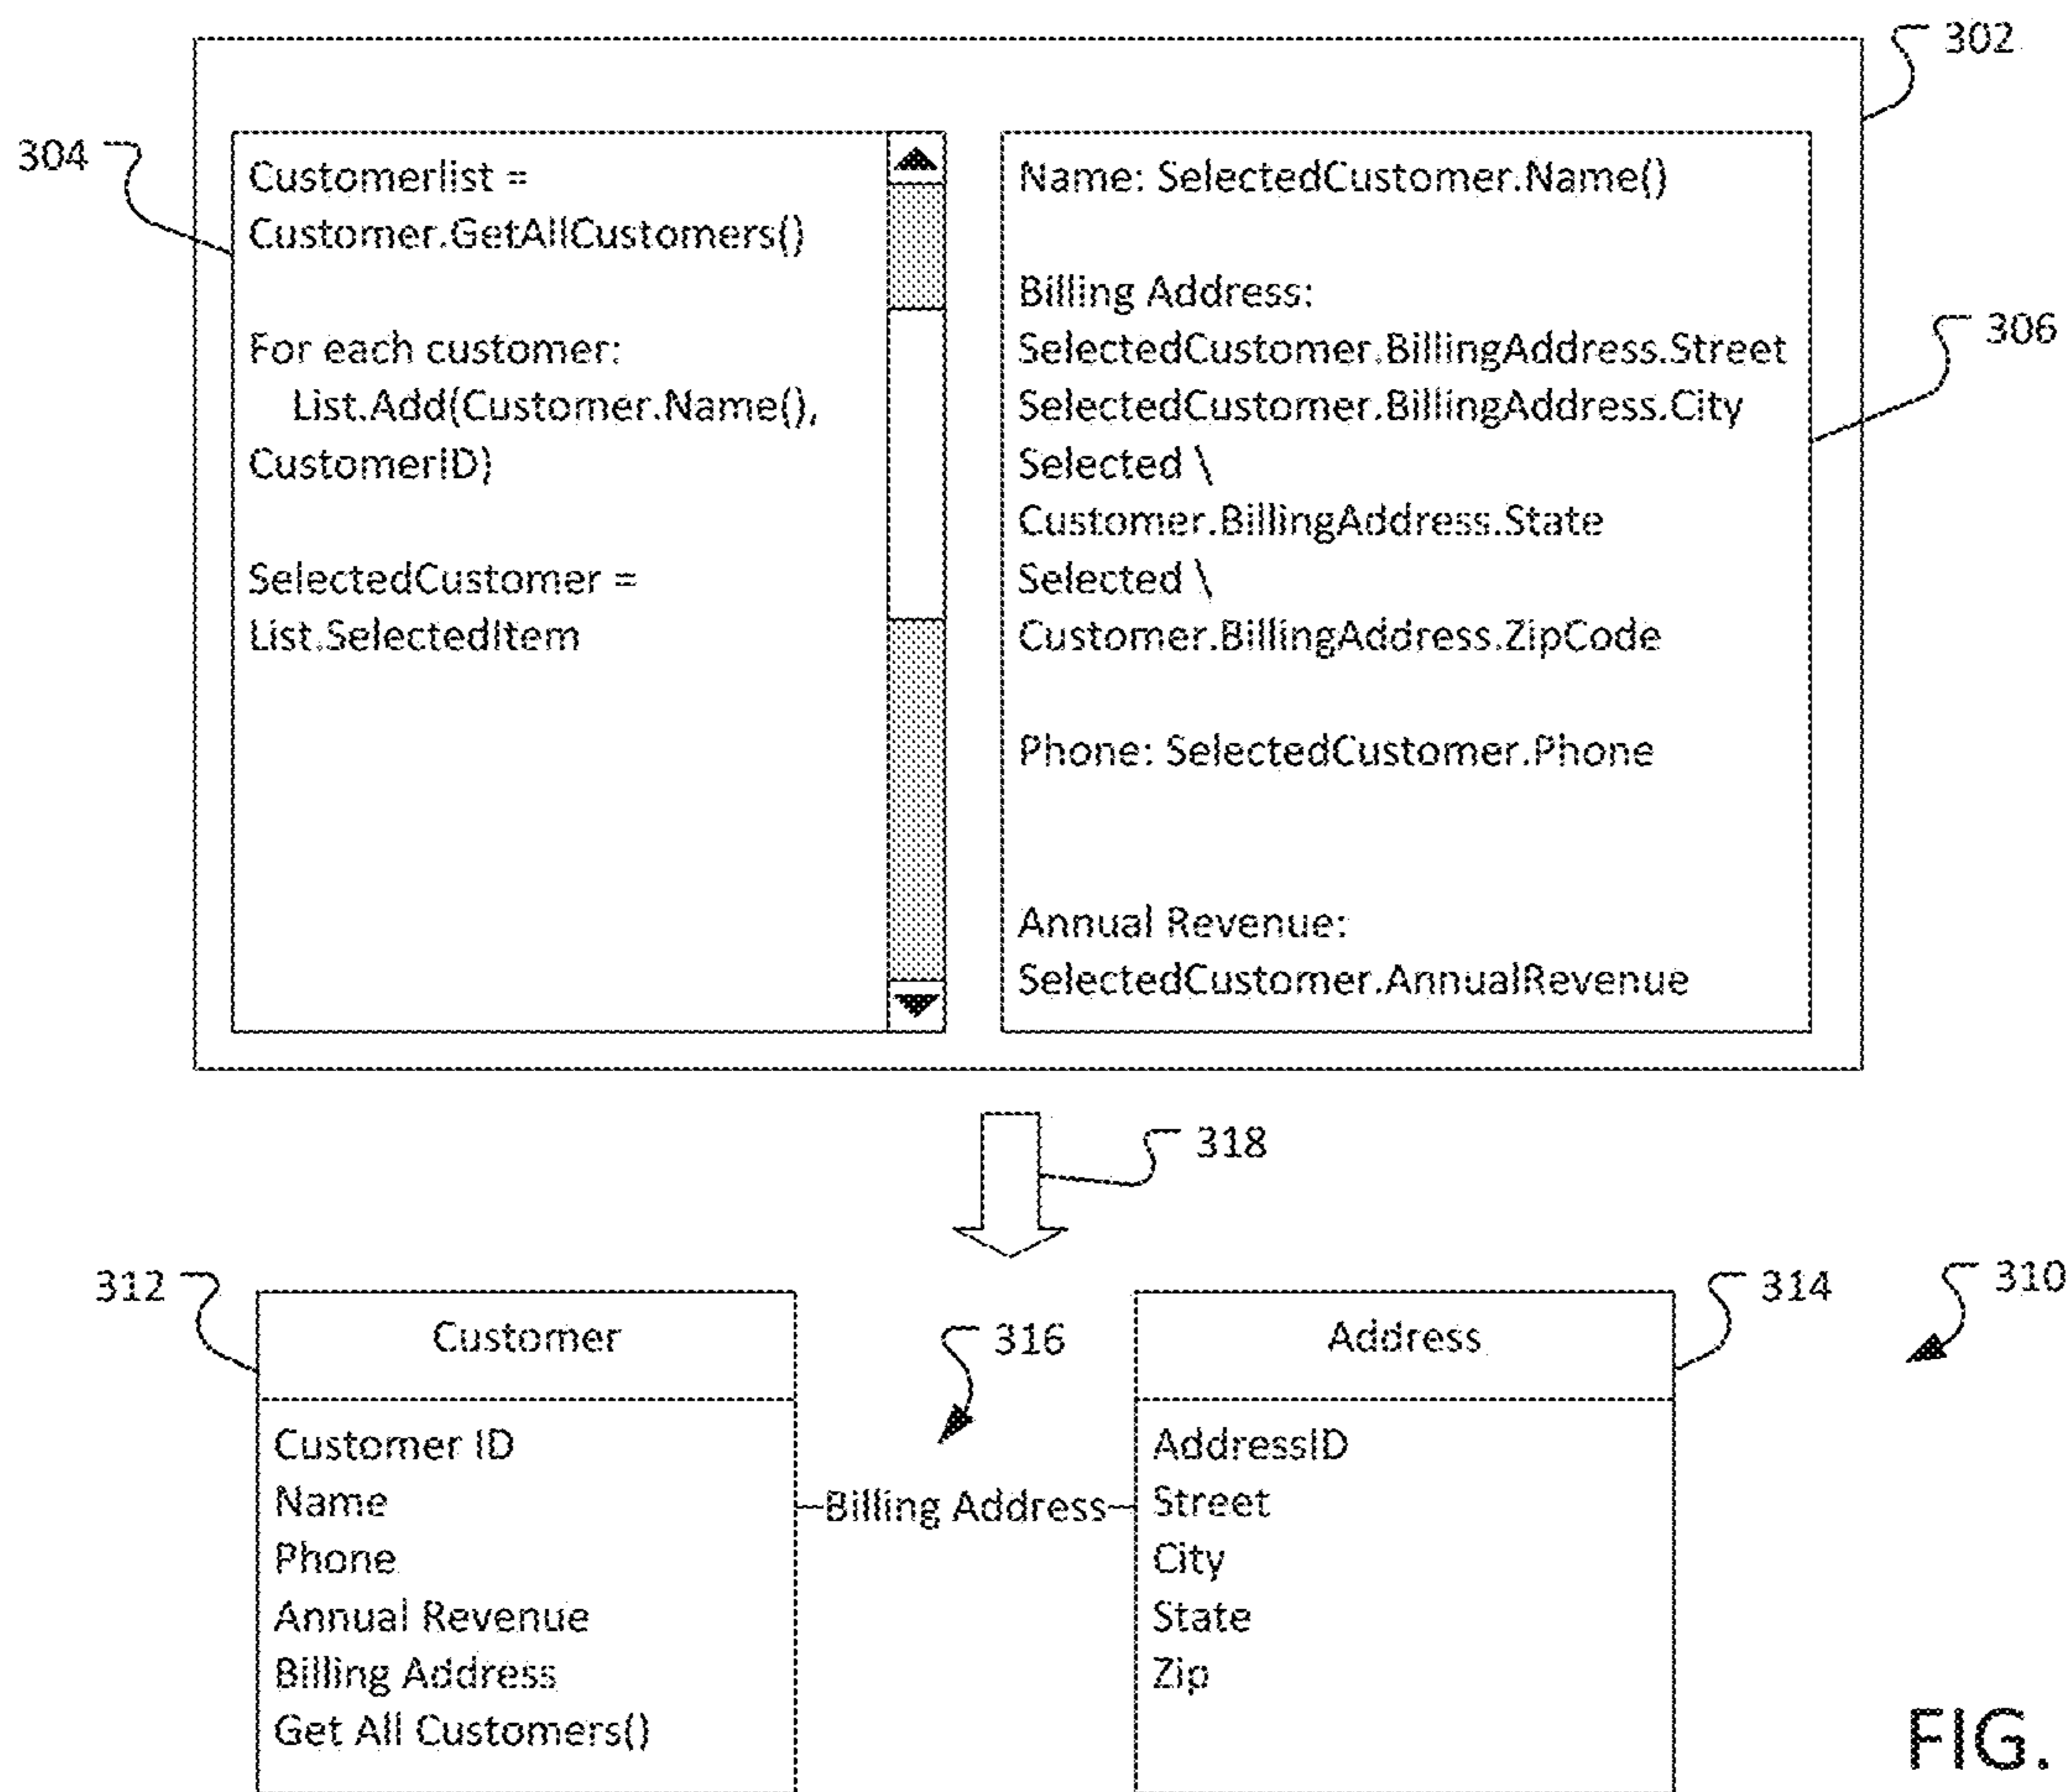 302
304
Customerlist =
Customer.GetAllCustomers()
For each customer:
List.Add(Customer.Name(),
CustomerID)
SelectedCustomer =
List.SelectedItem
Name: SelectedCustomer.Name()
Billing Address:
SelectedCustomer.BillingAddress.Street
SelectedCustomer.BillingAddress.City
Selected \
Customer.BillingAddress.State
Selected \
Customer.BillingAddress.ZipCode
Phone: SelectedCustomer.Phone
Annual Revenue:
SelectedCustomer.AnnualRevenue
306
318
312
Customer
Customer ID
Name
Phone
Annual Revenue
Billing Address
Get All Customers()
316
Billing Address
314
Address
AddressID
Street
City
State
Zip
310
FIG.